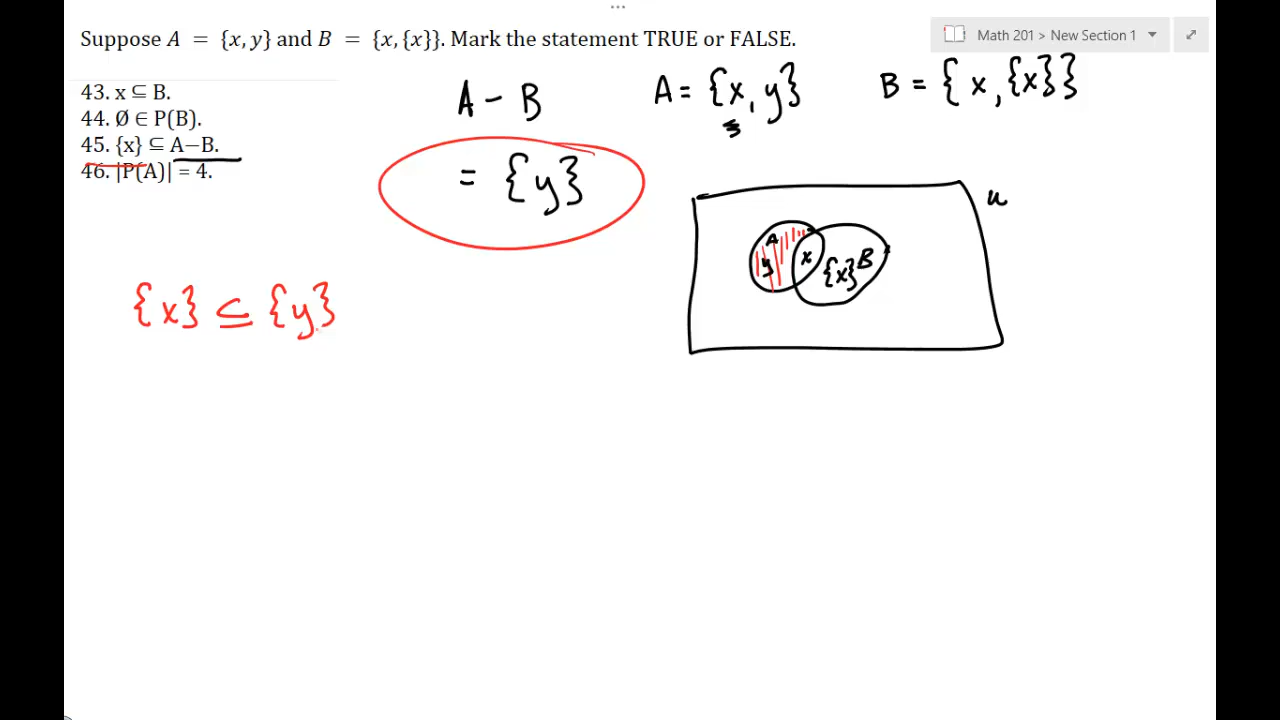 Suppose A = {x, y} and B = {x, {x}}. Mark the statement TRUE or FALSE.
Math 201 > New Section 1
43. x ⊆ B.
44. Ø ∈ P(B).
45. {x} ⊆ A−B.
46. |P(A)| = 4.
A - B
= {y}
A = {x, y}
B = {x, {x}}
u
A
y
x
{x}
B
{x} ⊆ {y}